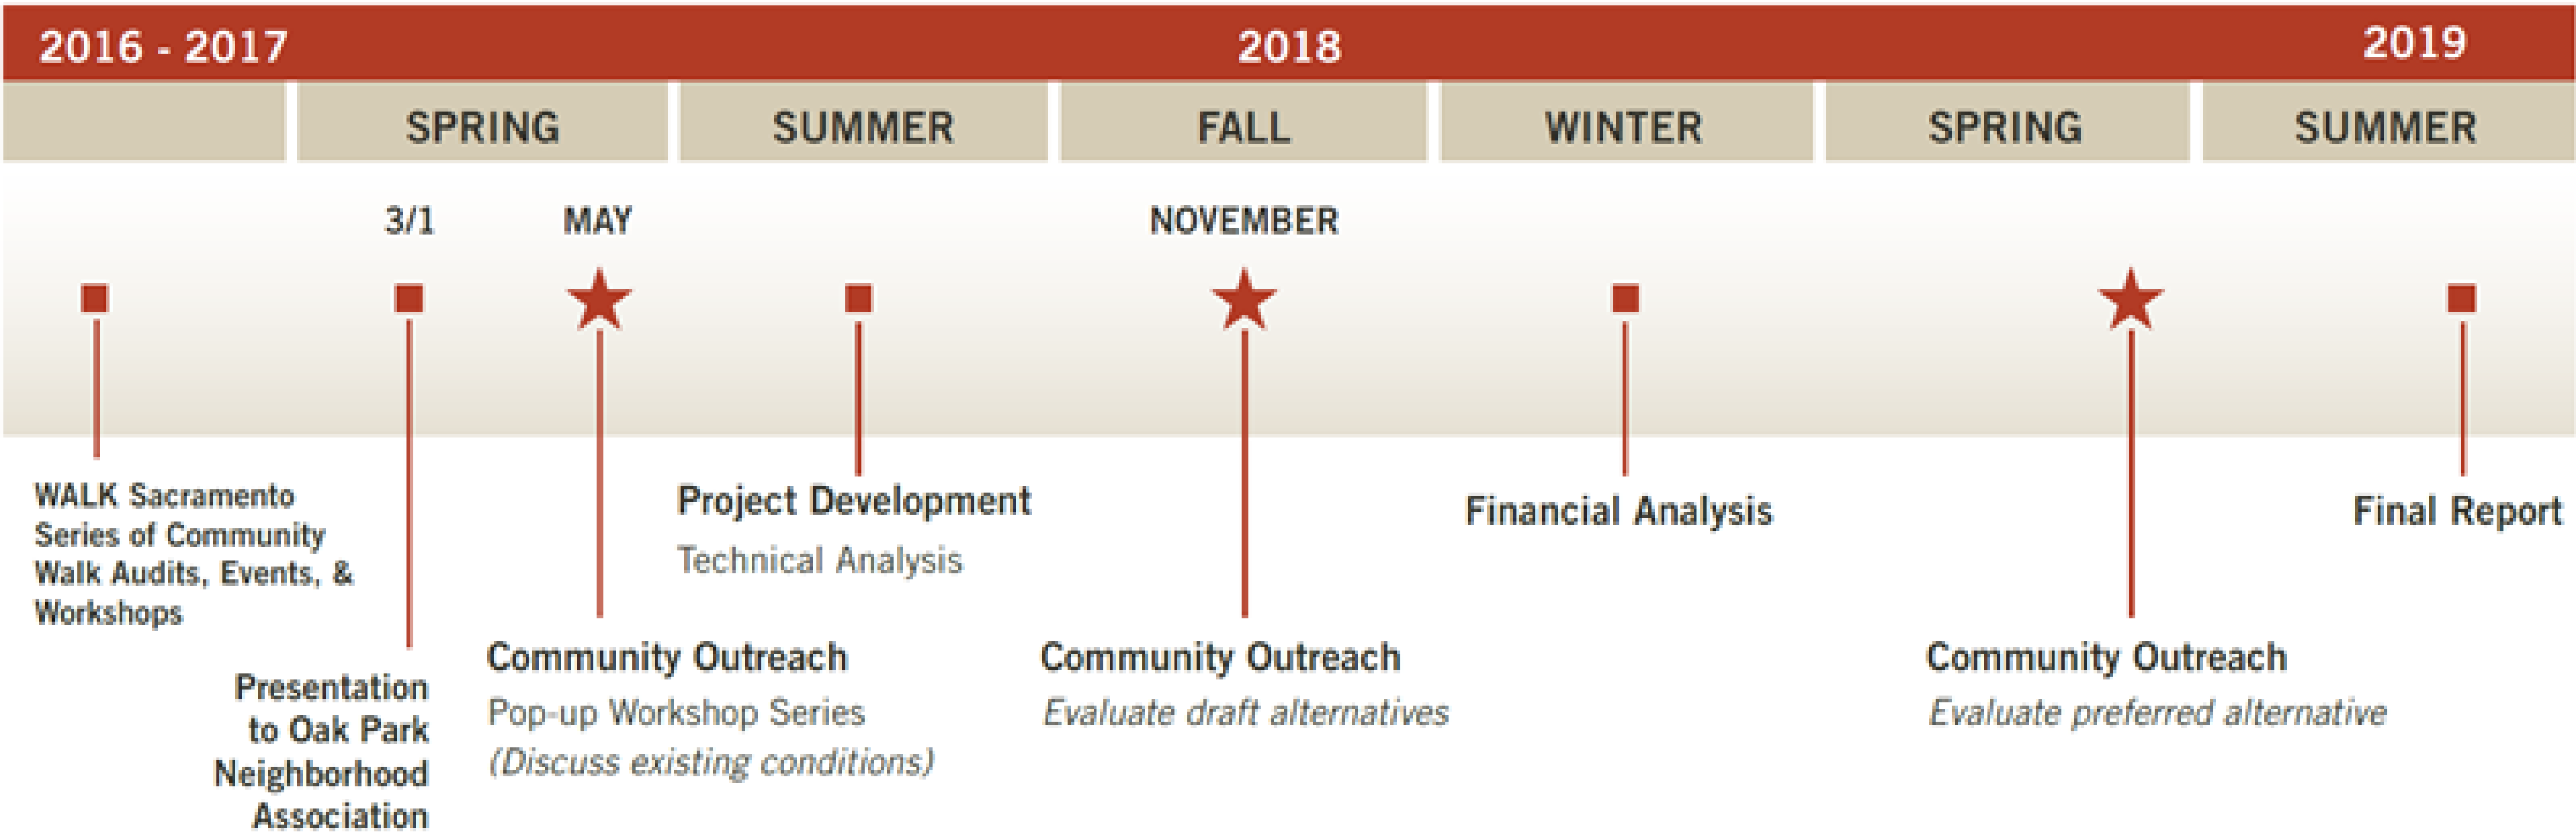 2016 - 2017 2018 2019
SPRING SUMMER FALL WINTER SPRING SUMMER
3/1 MAY NOVEMBER
WALK Sacramento
Series of Community
Walk Audits, Events, &
Workshops
Presentation
to Oak Park
Neighborhood
Association
Community Outreach
Pop-up Workshop Series
(Discuss existing conditions)
Project Development
Technical Analysis
Community Outreach
Evaluate draft alternatives
Financial Analysis
Community Outreach
Evaluate preferred alternative
Final Report